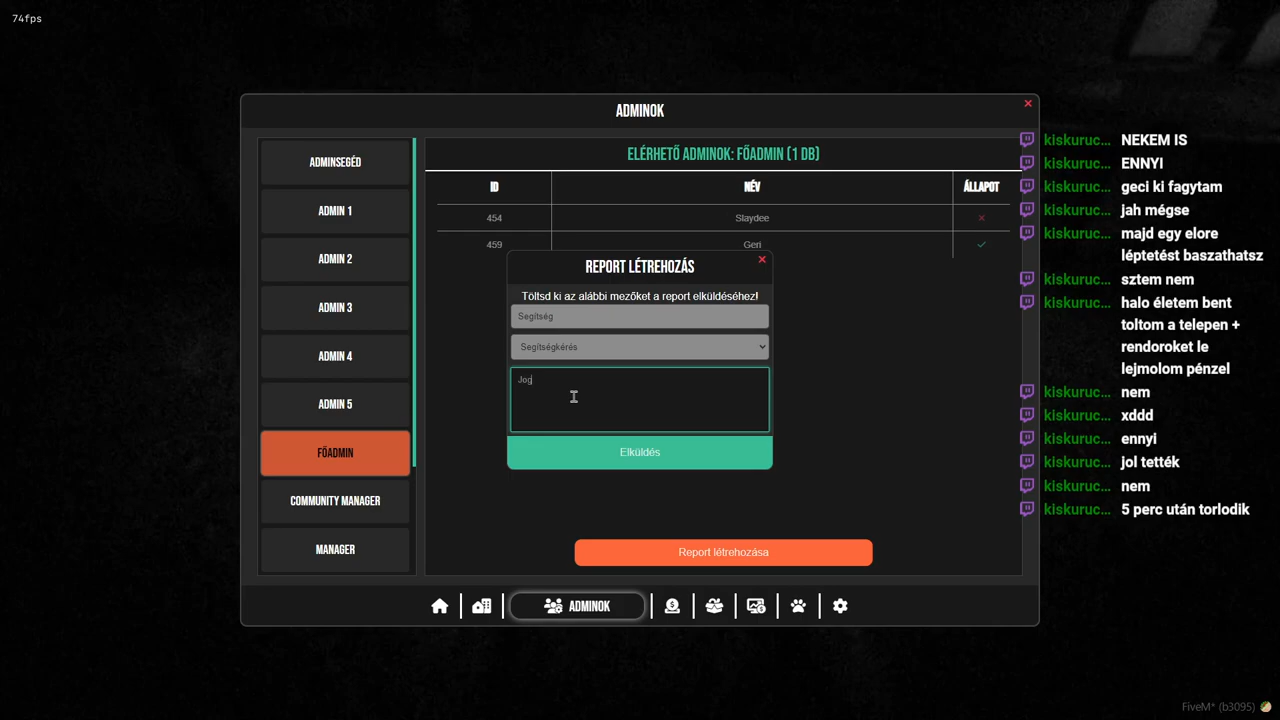 74fps
ADMINOK
ADMINSEGÉD
ADMIN 1
ADMIN 2
ADMIN 3
ADMIN 4
ADMIN 5
FŐADMIN
COMMUNITY MANAGER
MANAGER
ELÉRHETŐ ADMINOK: FŐADMIN (1 DB)
ID NÉV ÁLLAPOT
454 Slaydee
459 Geri
REPORT LÉTREHOZÁS
Töltsd ki az alábbi mezőket a report elküldéséhez!
Segítség
Segítségkérés
Jog
Elküldés
Report létrehozása
ADMINOK
kiskuruc... NEKEM IS
kiskuruc... ENNYI
kiskuruc... geci ki fagytam
kiskuruc... jah mégse
kiskuruc... majd egy elore
léptetést baszathatsz
kiskuruc... sztem nem
kiskuruc... halo életem bent
toltom a telepen +
rendoroket le
lejmolom pénzel
kiskuruc... nem
kiskuruc... xddd
kiskuruc... ennyi
kiskuruc... jol tették
kiskuruc... nem
kiskuruc... 5 perc után torlodik
FiveM* (b3095)